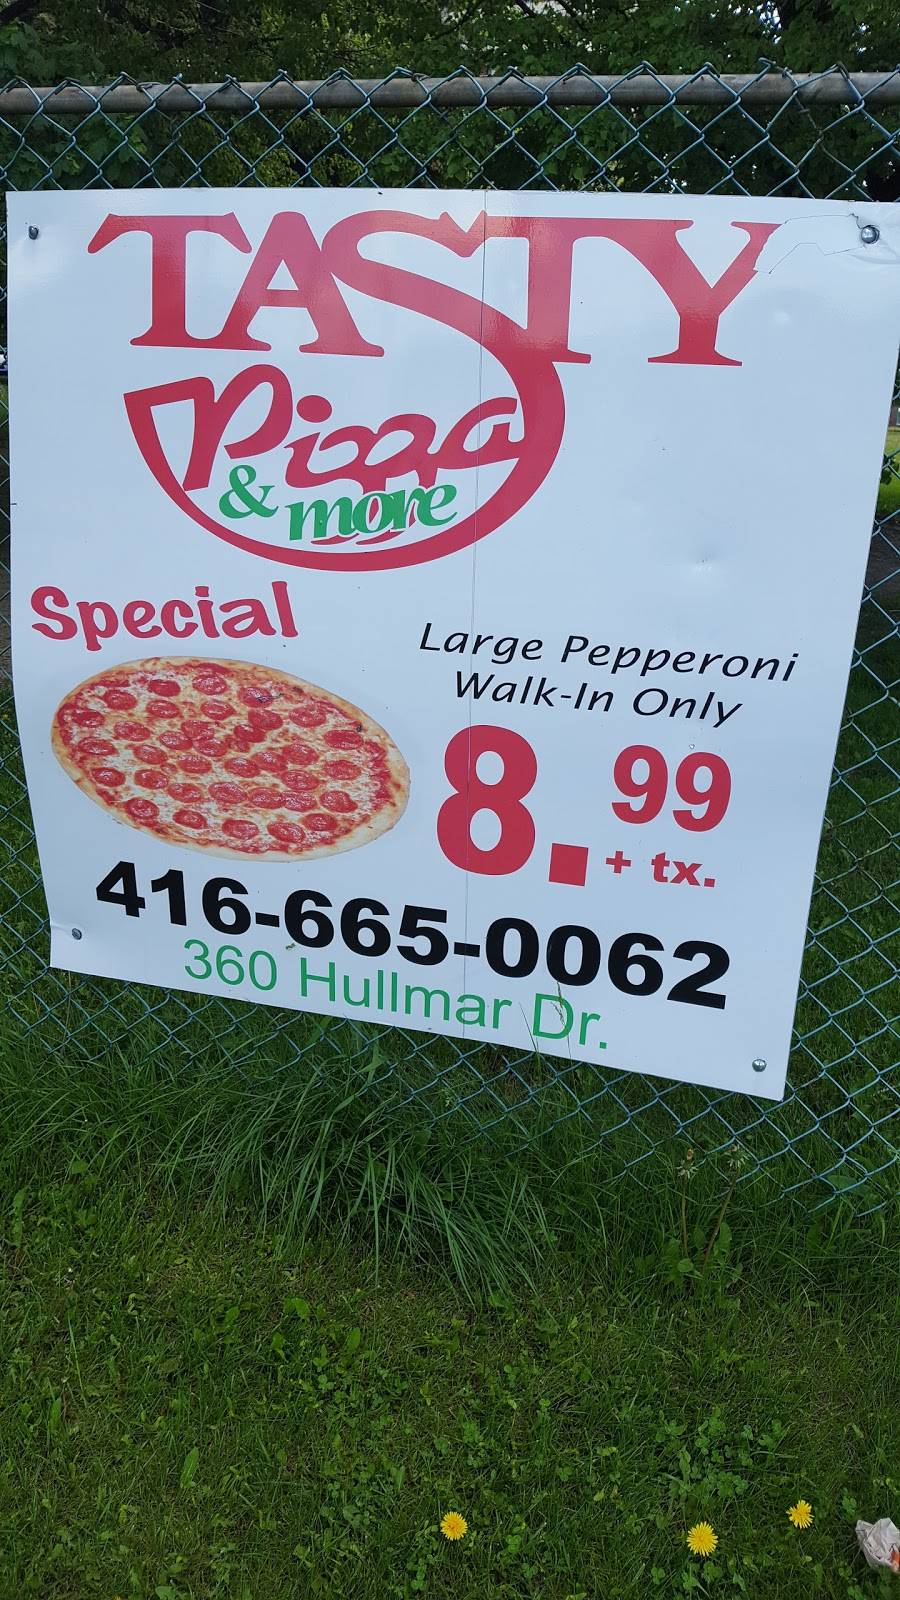 TASTY
Pizza
& more
Special
Large Pepperoni
Walk-In Only
8.99
+ tx.
416-665-0062
360 Hullmar Dr.